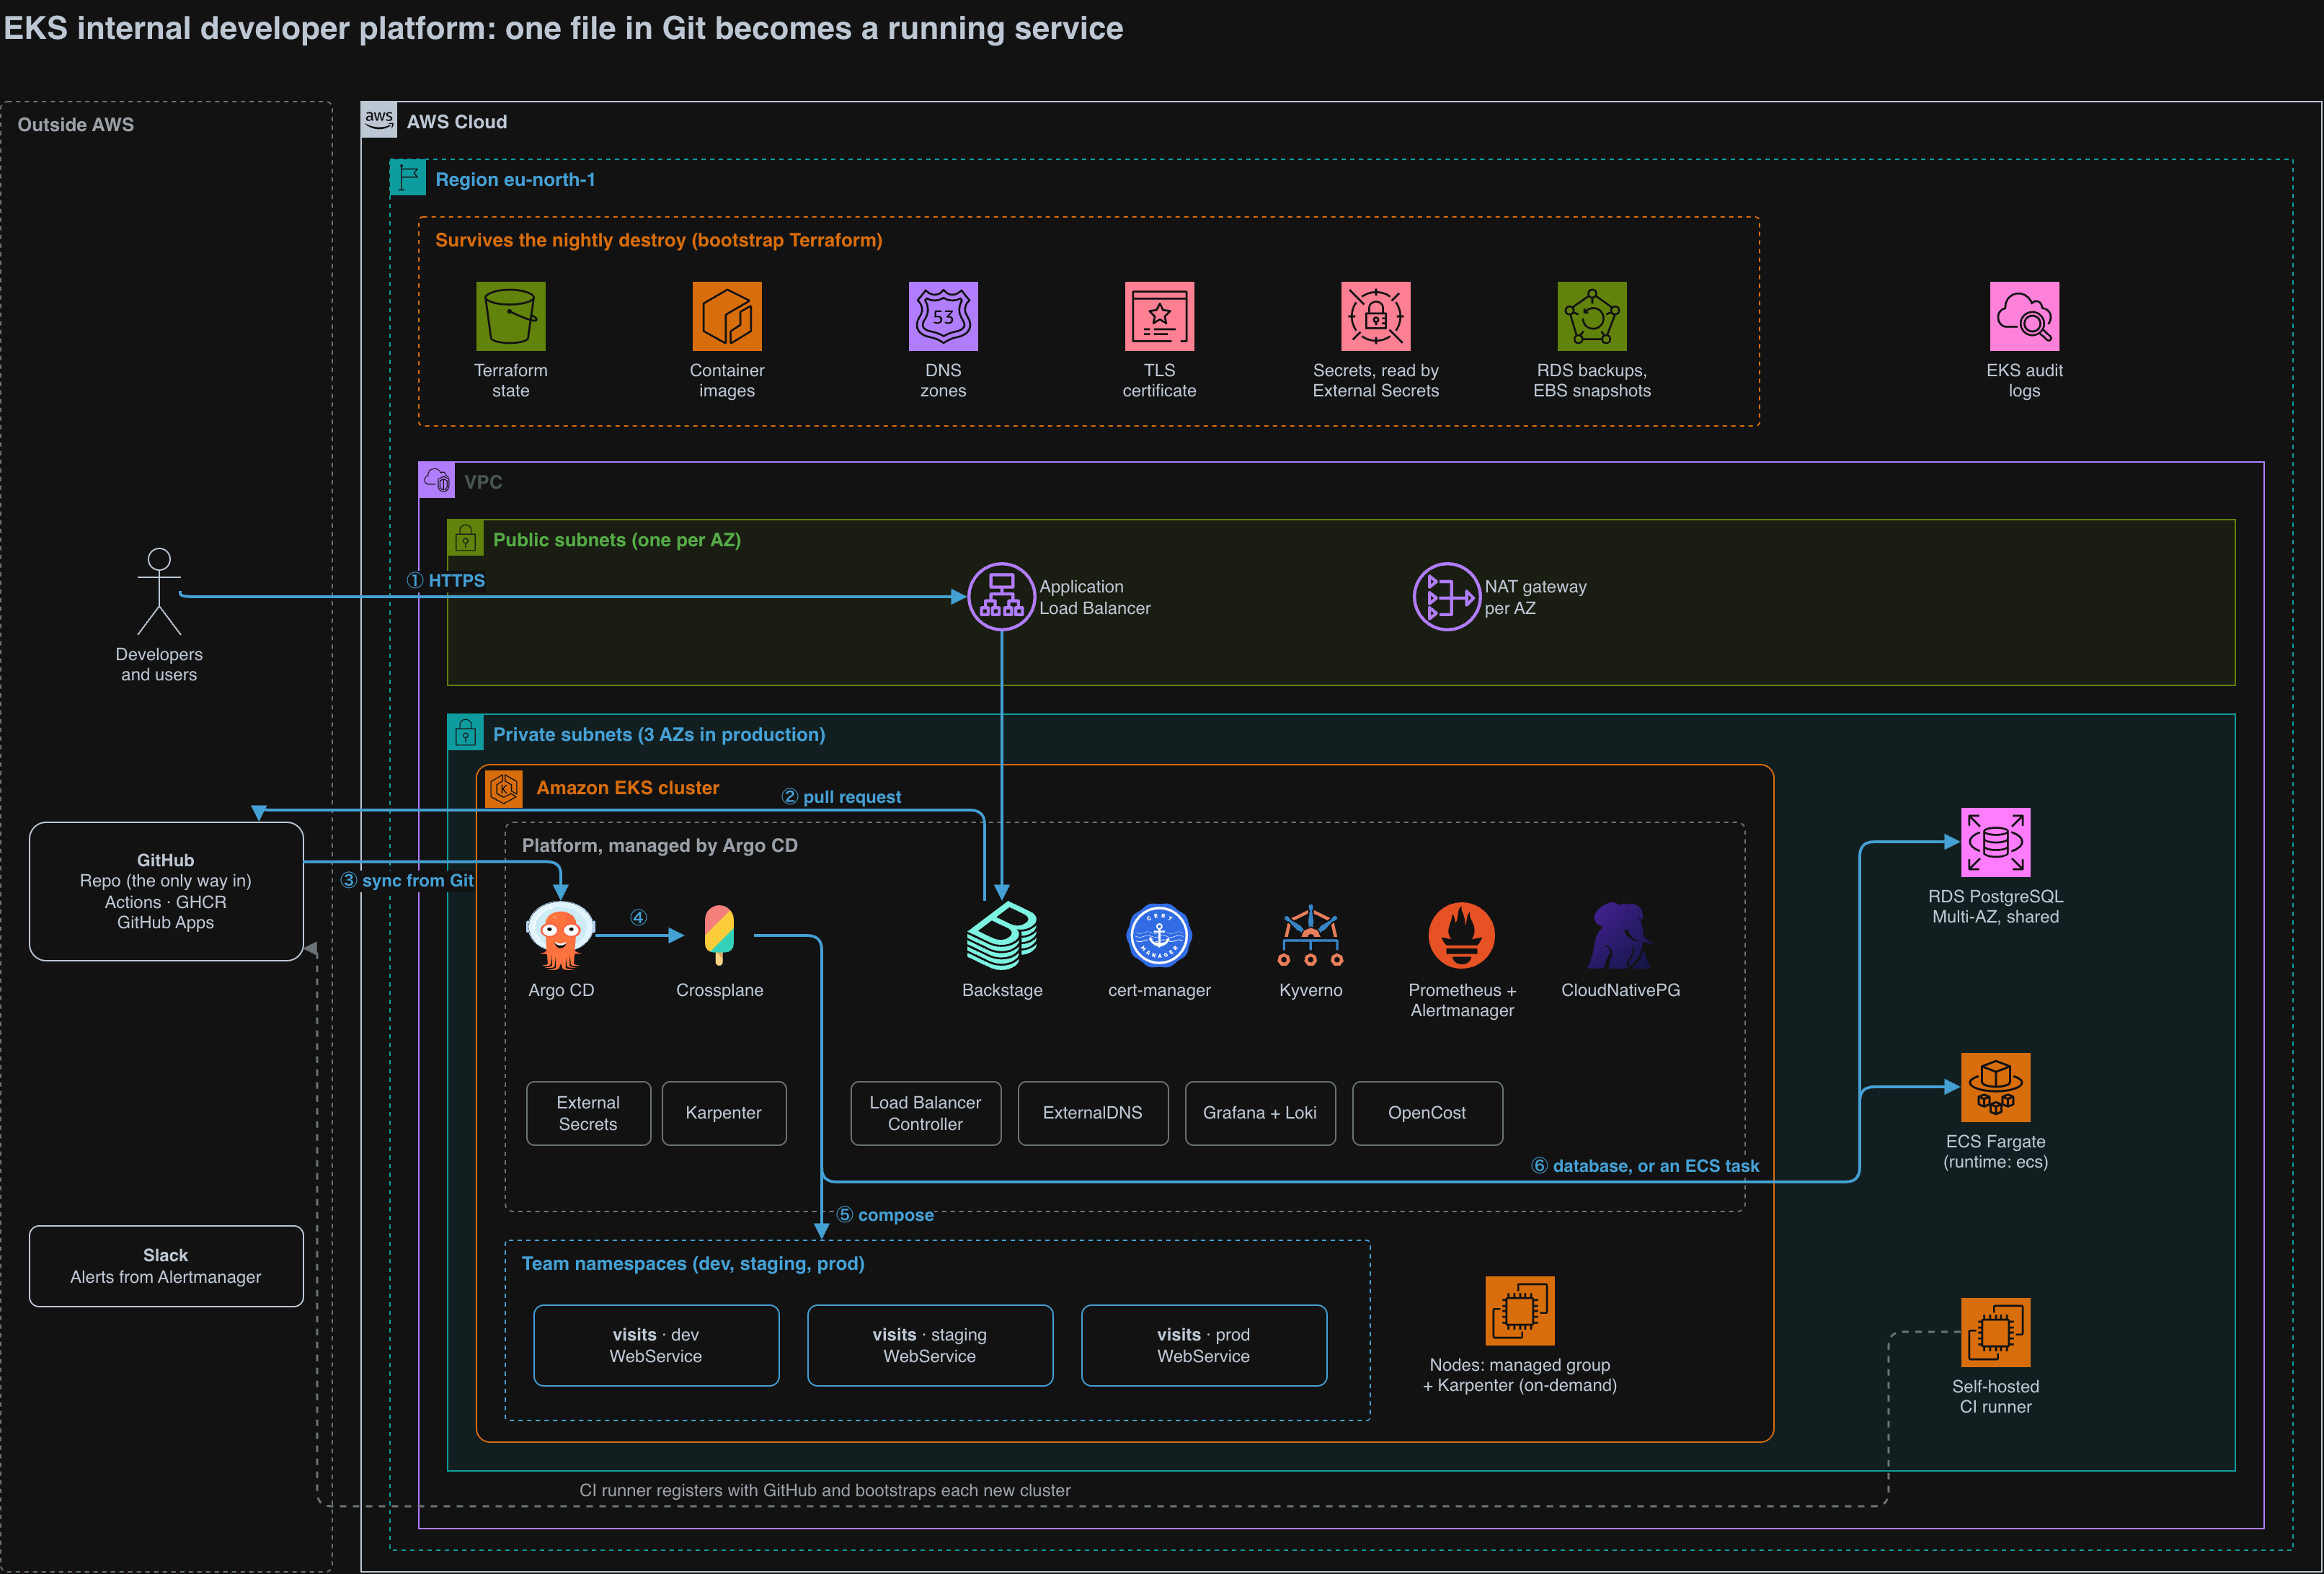 EKS internal developer platform: one file in Git becomes a running service
Outside AWS
aws
AWS Cloud
Region eu-north-1
Survives the nightly destroy (bootstrap Terraform)
53
Terraform
state
Container
images
DNS
zones
TLS
certificate
Secrets, read by
External Secrets
RDS backups,
EBS snapshots
EKS audit
logs
VPC
Public subnets (one per AZ)
① HTTPS
Application
Load Balancer
NAT gateway
per AZ
Developers
and users
Private subnets (3 AZs in production)
Amazon EKS cluster
② pull request
Platform, managed by Argo CD
GitHub
Repo (the only way in)
Actions · GHCR
GitHub Apps
③ sync from Git
④
CERT
MANAGER
Argo CD
Crossplane
Backstage
cert-manager
Kyverno
Prometheus +
Alertmanager
CloudNativePG
RDS PostgreSQL
Multi-AZ, shared
External
Secrets
Karpenter
Load Balancer
Controller
ExternalDNS
Grafana + Loki
OpenCost
ECS Fargate
(runtime: ecs)
⑥ database, or an ECS task
⑤ compose
Slack
Alerts from Alertmanager
Team namespaces (dev, staging, prod)
visits · dev
WebService
visits · staging
WebService
visits · prod
WebService
Nodes: managed group
+ Karpenter (on-demand)
Self-hosted
CI runner
CI runner registers with GitHub and bootstraps each new cluster